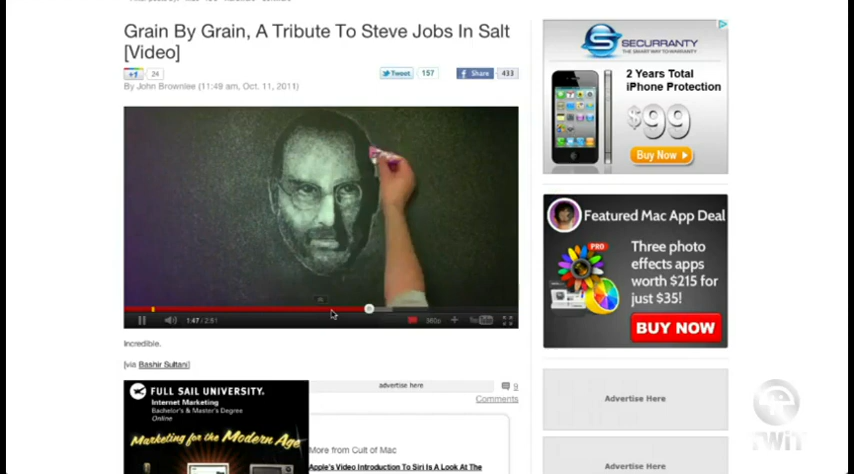 Grain By Grain, A Tribute To Steve Jobs In Salt
[Video]
+1 24
Tweet 157
Share 433
By John Brownlee (11:49 am, Oct. 11, 2011)
1:47 / 2:51
360p
Incredible.
[via Bashir Sultani]
advertise here
9
Comments
FULL SAIL UNIVERSITY.
Internet Marketing
Bachelor's & Master's Degree
Online
Marketing for the Modern Age
More from Cult of Mac
Apple's Video Introduction To Siri Is A Look At The
SECURRANTY
THE SMART WAY TO WARRANTY
2 Years Total
iPhone Protection
$99
Buy Now
Featured Mac App Deal
PRO
Three photo
effects apps
worth $215 for
just $35!
BUY NOW
Advertise Here
Advertise Here
TWiT